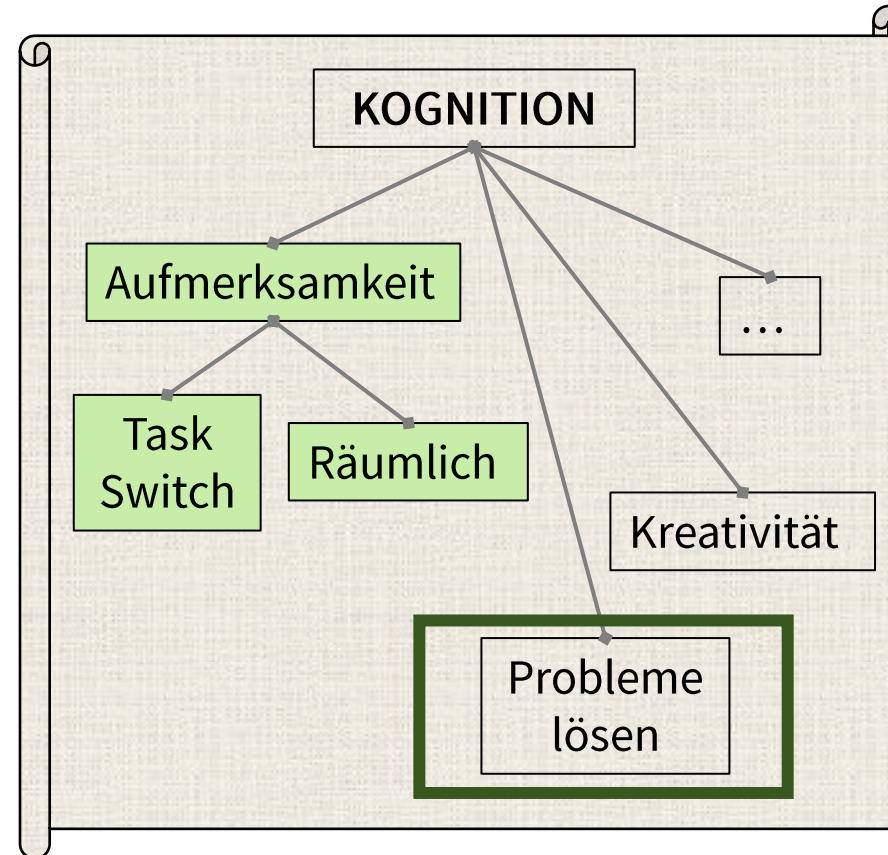 KOGNITION
Aufmerksamkeit
...
Task
Switch
Räumlich
Kreativität
Probleme
lösen